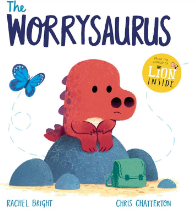 The
WORRYSAURUS
LION
INSIDE
RACHEL BRIGHT
CHRIS CHATTERTON